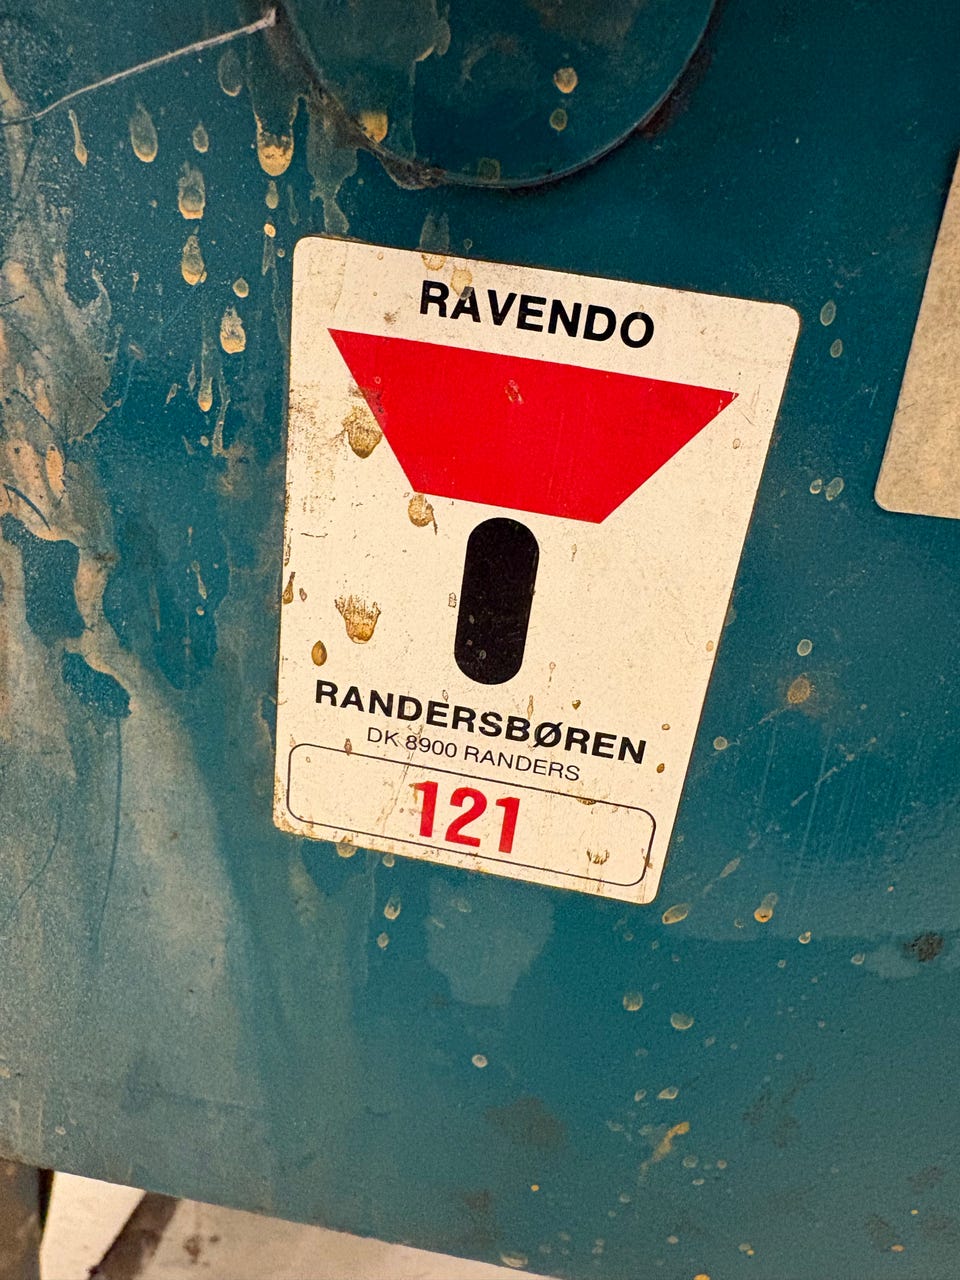 RAVENDO
RANDERSBØREN
DK 8900 RANDERS
121